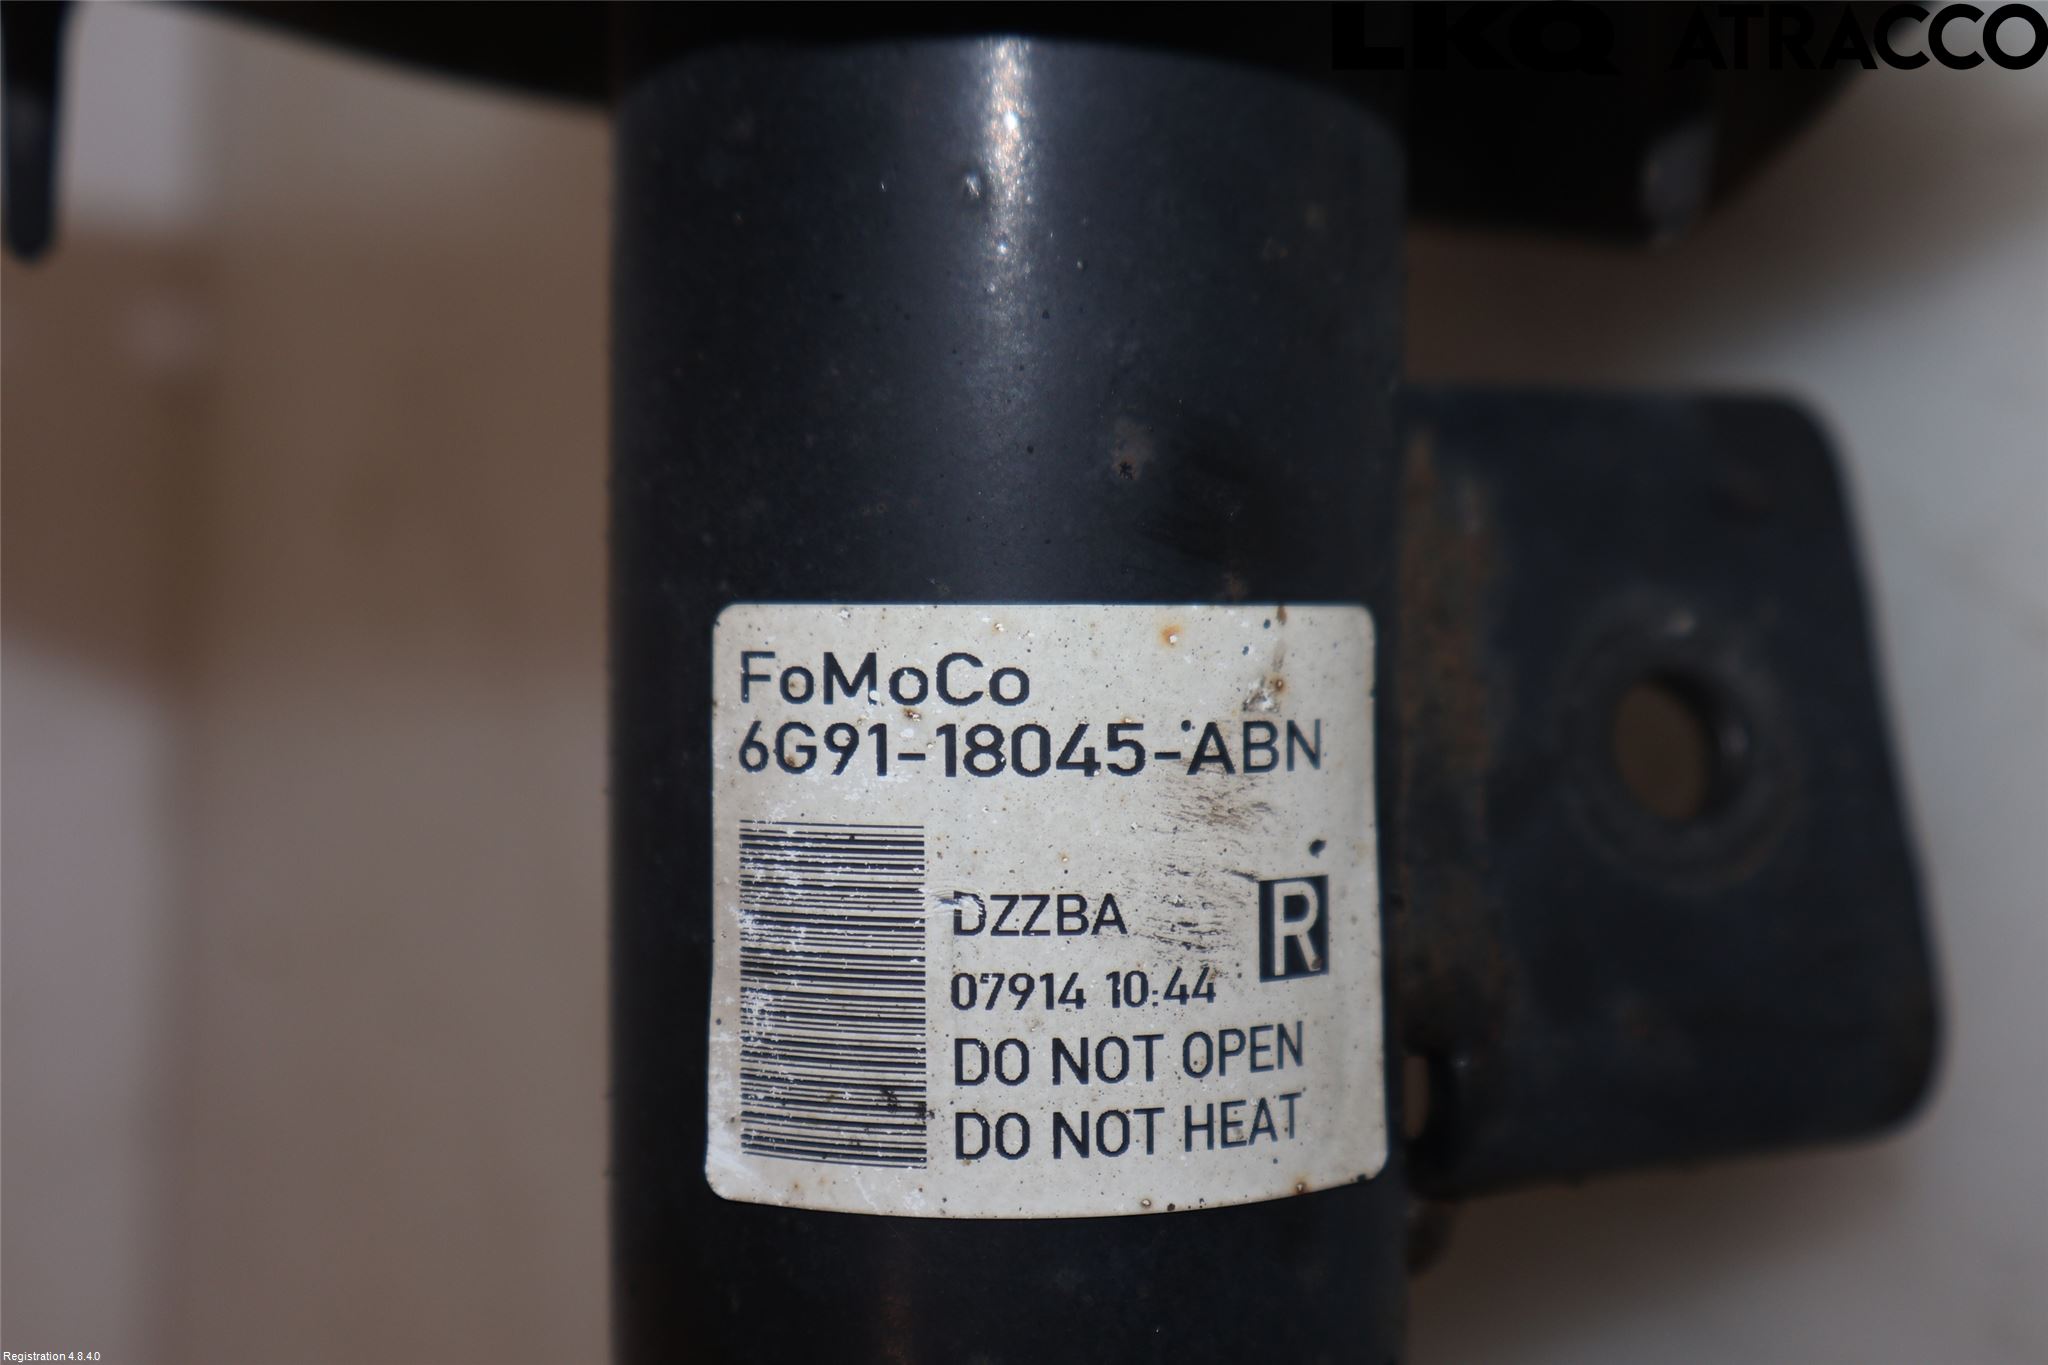 LKQ ATRACCO
FoMoCo
6G91-18045-ABN
DZZBA
R
07914 10:44
DO NOT OPEN
DO NOT HEAT
Registration 4.8.4.0